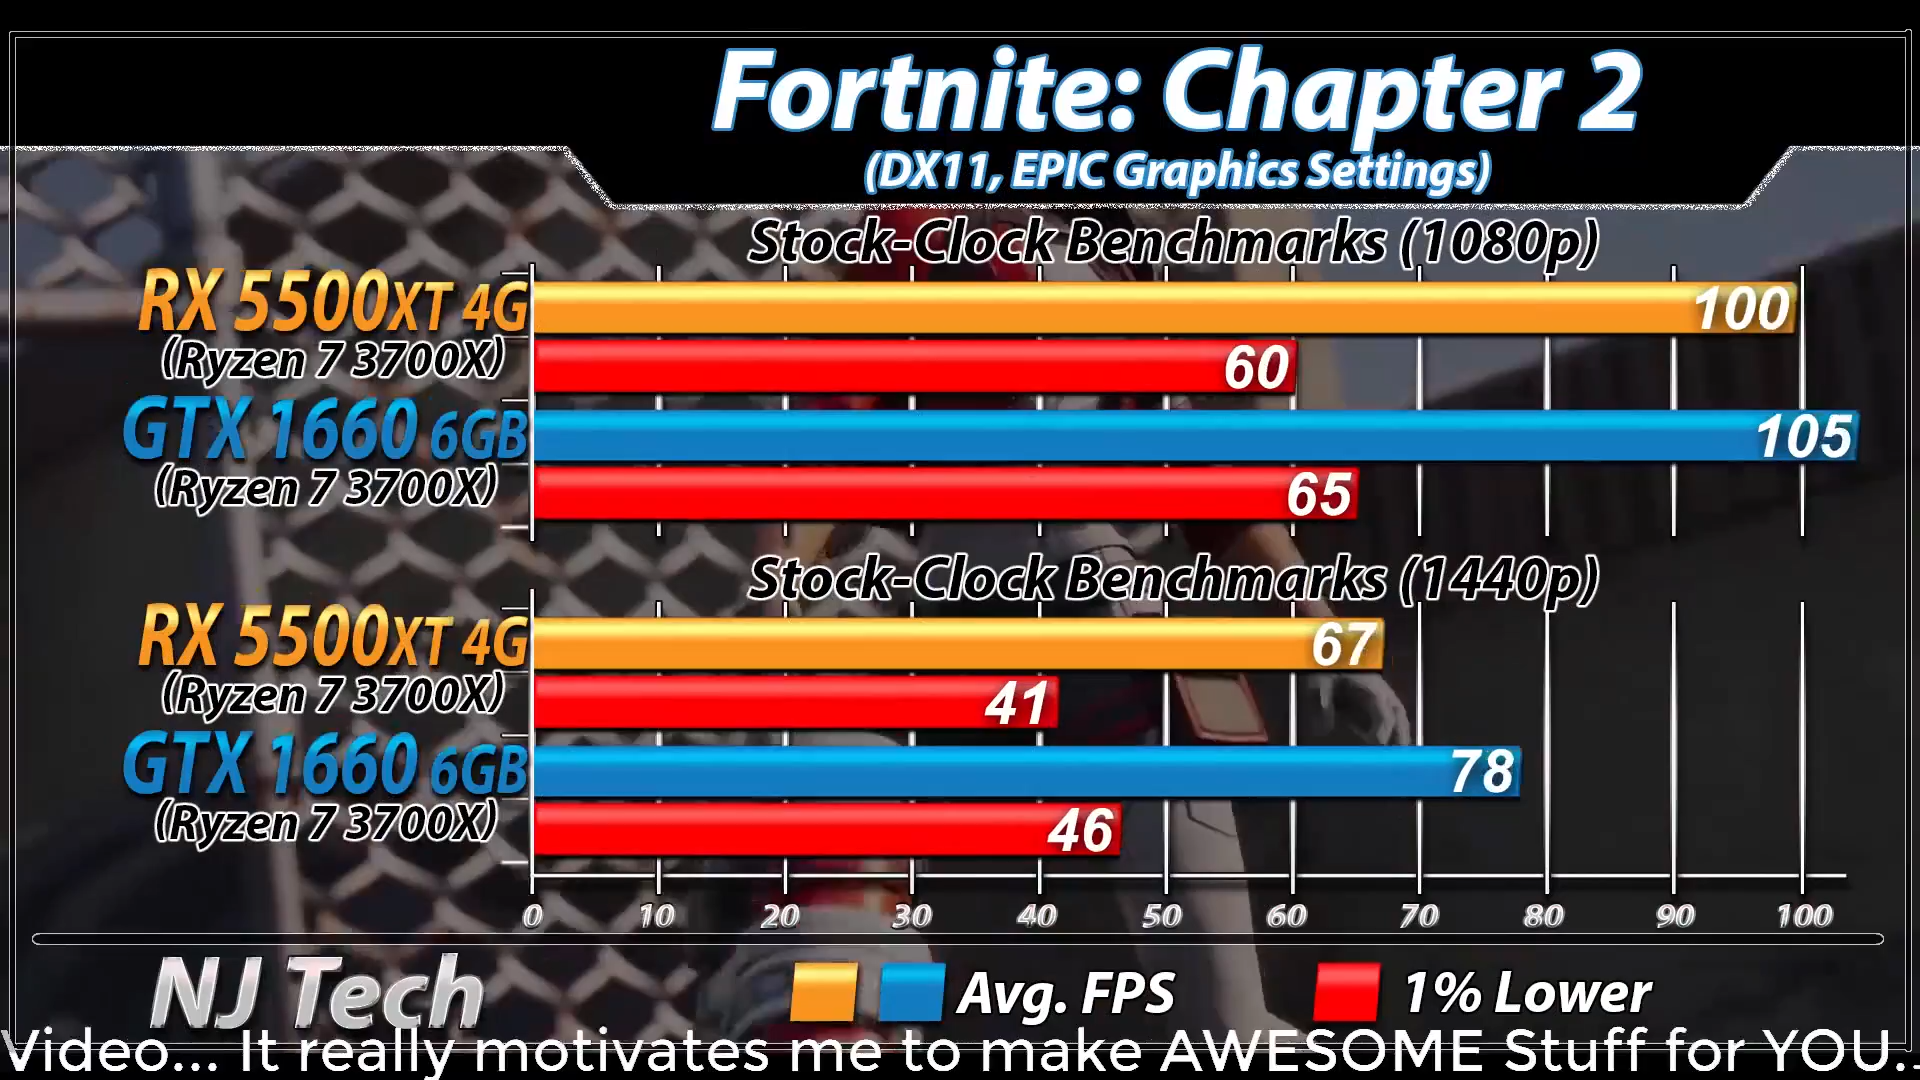 Fortnite: Chapter 2
(DX11, EPIC Graphics Settings)
Stock-Clock Benchmarks (1080p)
RX 5500XT 4G
100
(Ryzen 7 3700X)
60
GTX 1660 6GB
105
(Ryzen 7 3700X)
65
Stock-Clock Benchmarks (1440p)
RX 5500XT 4G
67
(Ryzen 7 3700X)
41
GTX 1660 6GB
78
(Ryzen 7 3700X)
46
0 10 20 30 40 50 60 70 80 90 100
NJ Tech
Avg. FPS
1% Lower
Video... It really motivates me to make AWESOME Stuff for YOU..